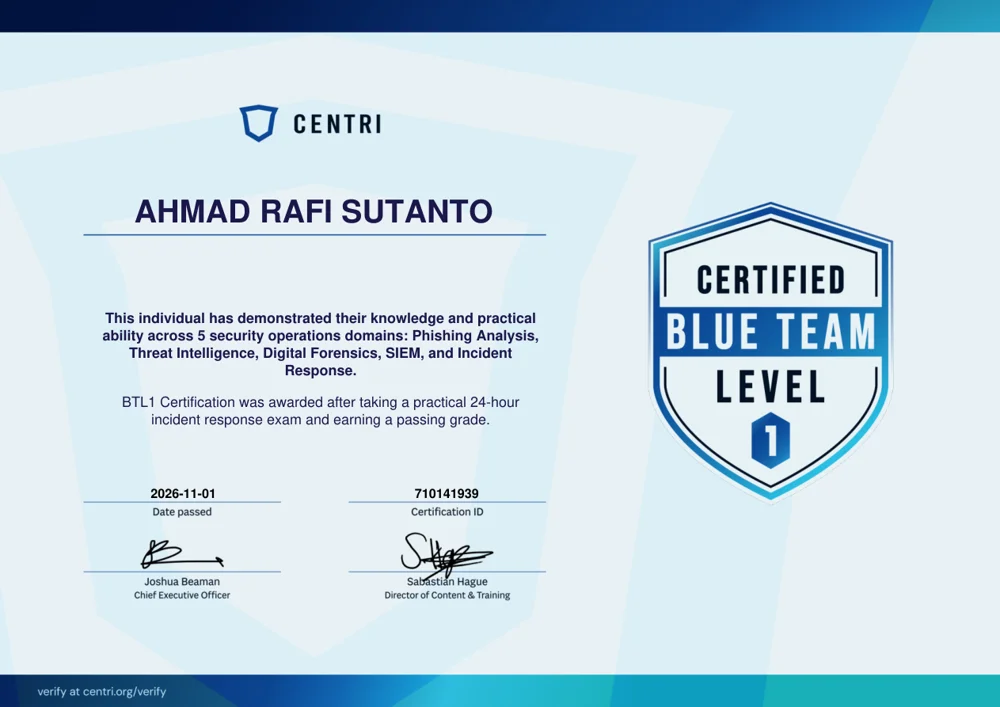 CENTRI
AHMAD RAFI SUTANTO
This individual has demonstrated their knowledge and practical
ability across 5 security operations domains: Phishing Analysis,
Threat Intelligence, Digital Forensics, SIEM, and Incident
Response.
BTL1 Certification was awarded after taking a practical 24-hour
incident response exam and earning a passing grade.
2026-11-01
Date passed
710141939
Certification ID
Joshua Beaman
Chief Executive Officer
Sabastian Hague
Director of Content & Training
CERTIFIED
BLUE TEAM
LEVEL
1
verify at centri.org/verify